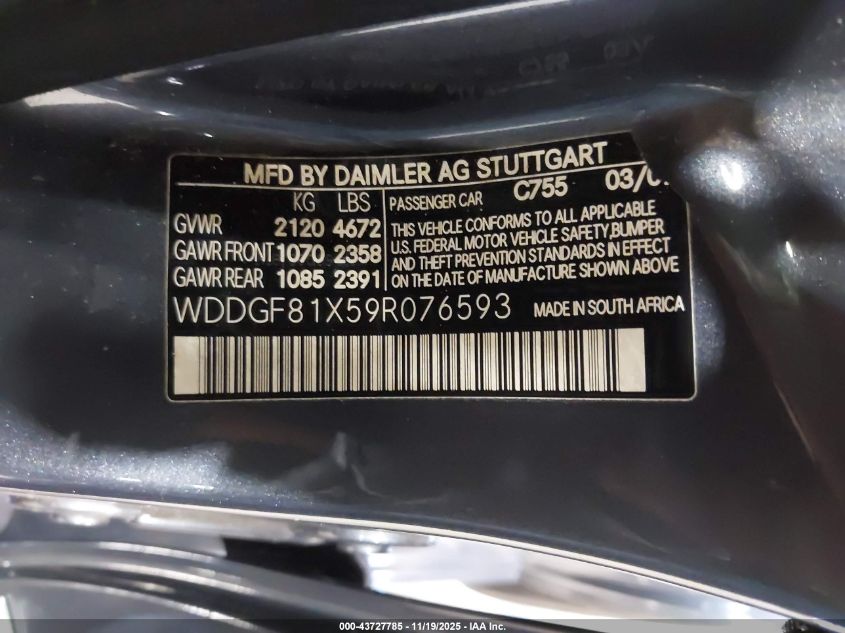 MFD BY DAIMLER AG STUTTGART
KG LBS
GVWR 2120 4672
GAWR FRONT 1070 2358
GAWR REAR 1085 2391
PASSENGER CAR C755 03/0
THIS VEHICLE CONFORMS TO ALL APPLICABLE
U.S. FEDERAL MOTOR VEHICLE SAFETY,BUMPER
AND THEFT PREVENTION STANDARDS IN EFFECT
ON THE DATE OF MANUFACTURE SHOWN ABOVE
WDDGF81X59R076593 MADE IN SOUTH AFRICA
000-43727785 - 11/19/2025 - IAA Inc.